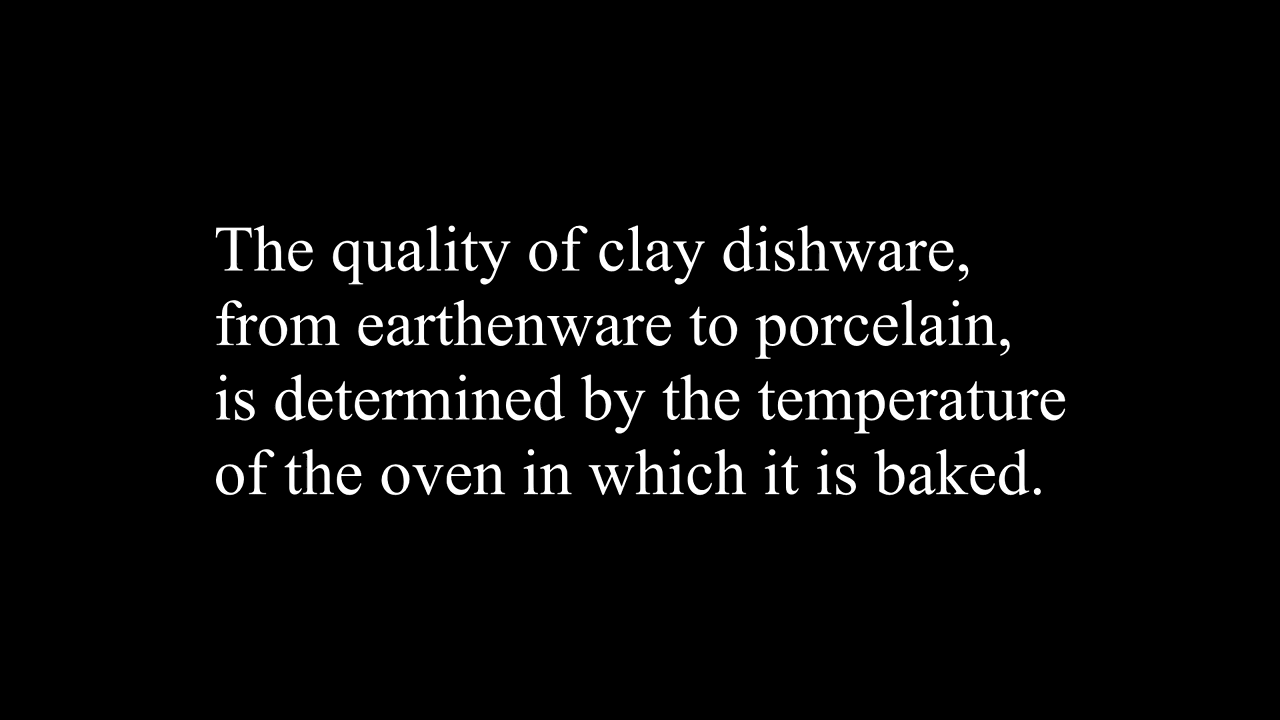 The quality of clay dishware,
from earthenware to porcelain,
is determined by the temperature
of the oven in which it is baked.